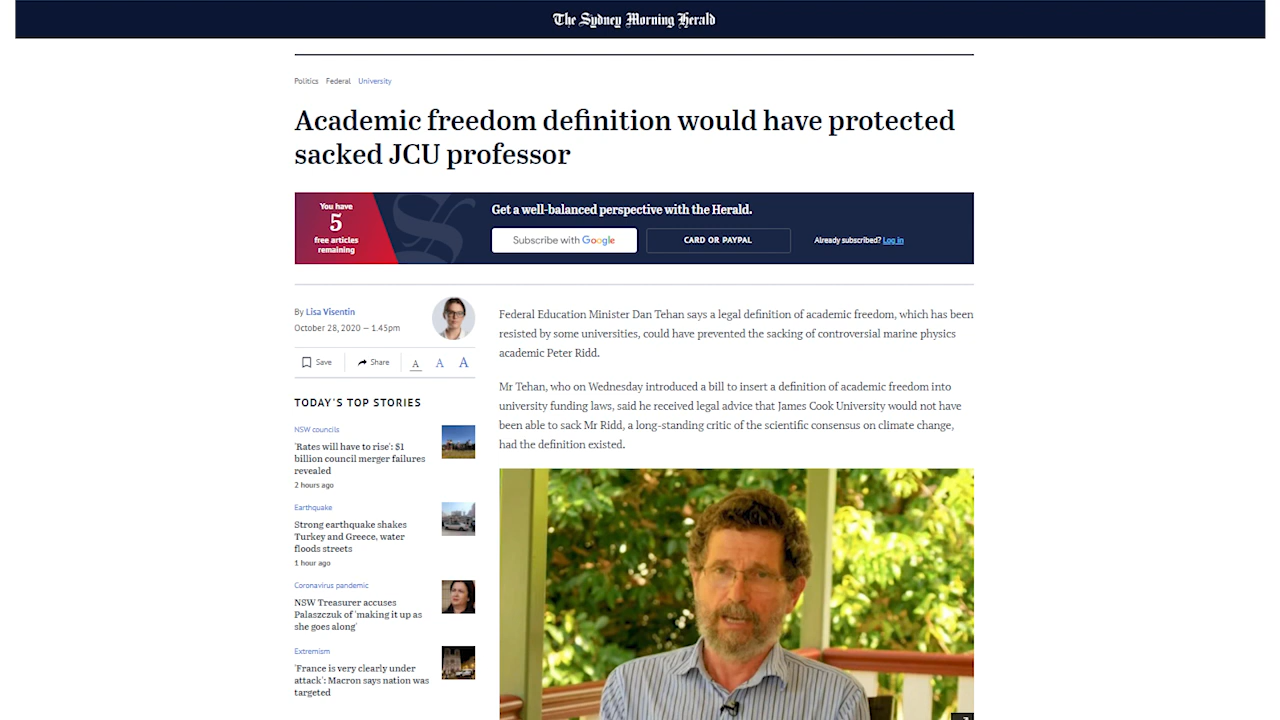 The Sydney Morning Herald
Politics Federal University
Academic freedom definition would have protected
sacked JCU professor
You have
5
free articles
remaining
Get a well-balanced perspective with the Herald.
Subscribe with Google
CARD OR PAYPAL
Already subscribed? Log in
By Lisa Visentin
October 28, 2020 — 1.45pm
Save
Share
A A A
TODAY'S TOP STORIES
NSW councils
'Rates will have to rise': $1
billion council merger failures
revealed
2 hours ago
Earthquake
Strong earthquake shakes
Turkey and Greece, water
floods streets
1 hour ago
Coronavirus pandemic
NSW Treasurer accuses
Palaszczuk of 'making it up as
she goes along'
Extremism
'France is very clearly under
attack': Macron says nation was
targeted
Federal Education Minister Dan Tehan says a legal definition of academic freedom, which has been
resisted by some universities, could have prevented the sacking of controversial marine physics
academic Peter Ridd.
Mr Tehan, who on Wednesday introduced a bill to insert a definition of academic freedom into
university funding laws, said he received legal advice that James Cook University would not have
been able to sack Mr Ridd, a long-standing critic of the scientific consensus on climate change,
had the definition existed.